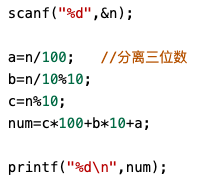 scanf("%d",&n);
a=n/100;   //分离三位数
b=n/10%10;
c=n%10;
num=c*100+b*10+a;
printf("%d\n",num);